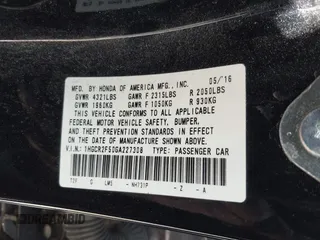 MFD. BY HONDA OF AMERICA MFG., INC. 05/16
GVWR 4321LBS GAWR F 2315LBS R 2050LBS
GVWR 1960KG GAWR F 1050KG R 930KG
THIS VEHICLE CONFORMS TO ALL APPLICABLE
FEDERAL MOTOR VEHICLE SAFETY, BUMPER,
AND THEFT PREVENTION STANDARDS IN EFFECT ON
THE DATE OF MANUFACTURE SHOWN ABOVE.
V.I.N: 1HGCR2F50GA227308 TYPE: PASSENGER CAR
G NH731P - Z - A